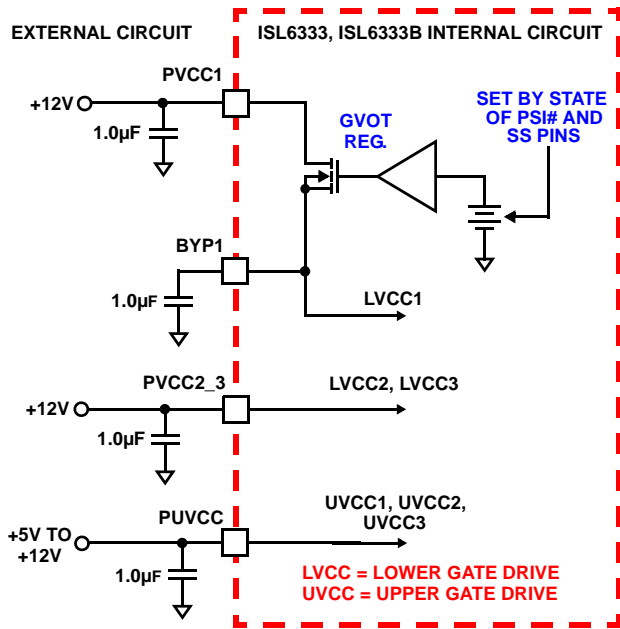 EXTERNAL CIRCUIT
ISL6333, ISL6333B INTERNAL CIRCUIT
PVCC1
+12V
1.0µF
SET BY STATE
OF PSI# AND
SS PINS
GVOT
REG.
BYP1
1.0µF
LVCC1
PVCC2_3
+12V
1.0µF
LVCC2, LVCC3
PUVCC
+5V TO
+12V
1.0µF
UVCC1, UVCC2,
UVCC3
LVCC = LOWER GATE DRIVE
UVCC = UPPER GATE DRIVE